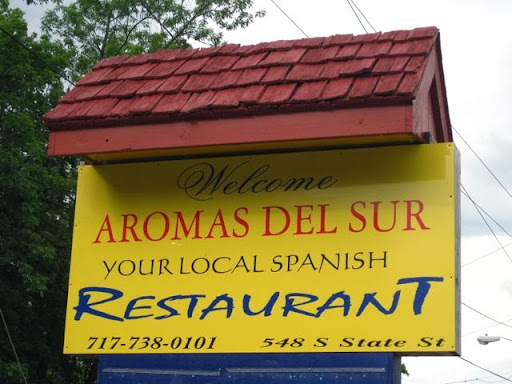 Welcome
AROMAS DEL SUR
YOUR LOCAL SPANISH
RESTAURANT
717-738-0101 548 S State St